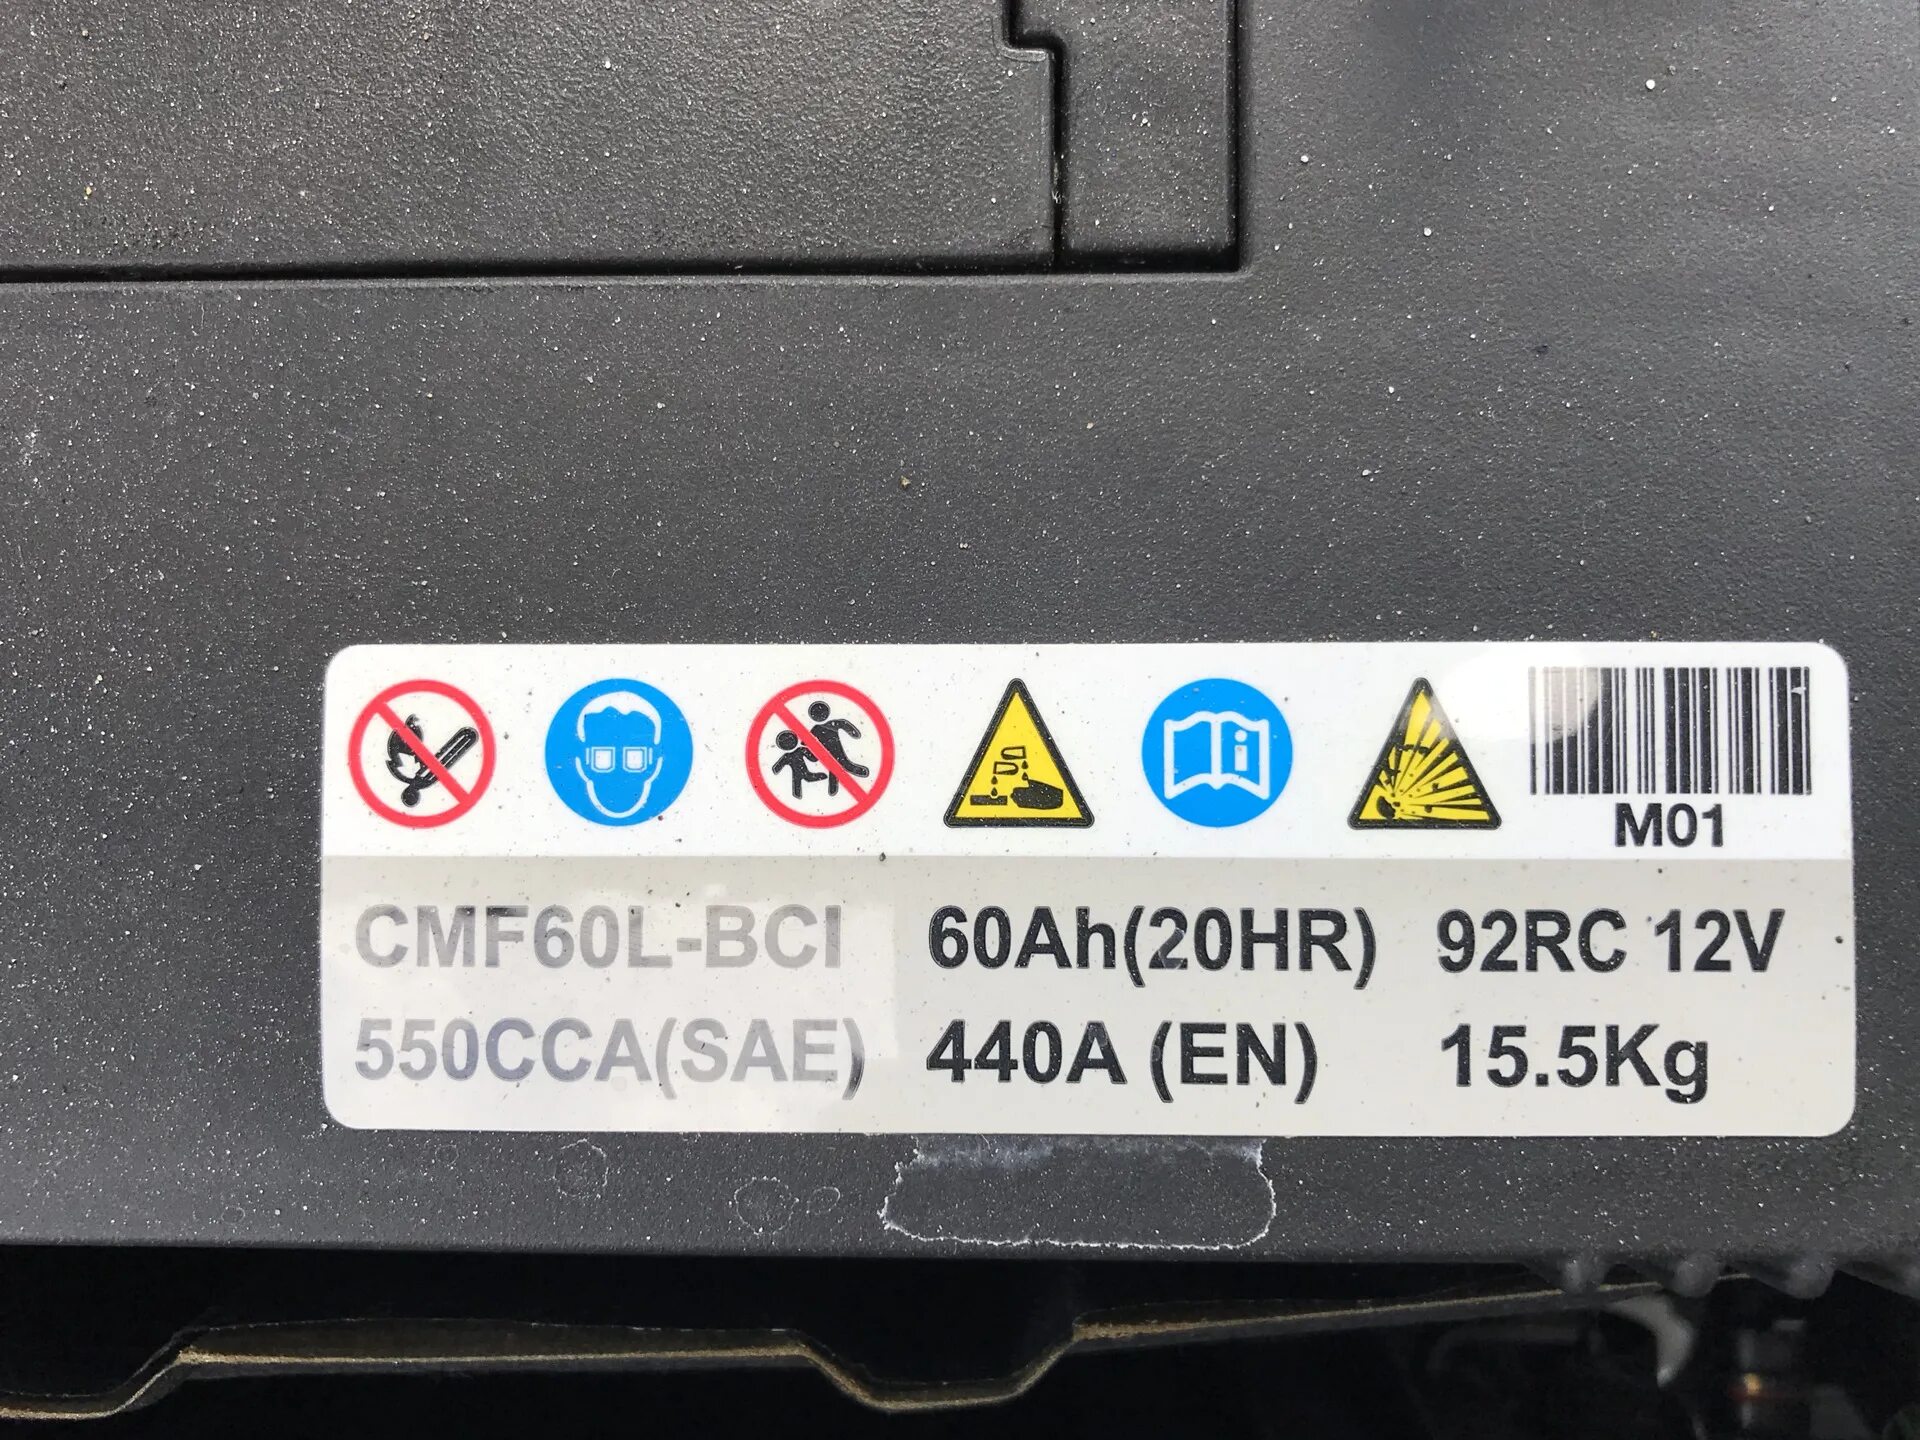 M01
CMF60L-BCI 60Ah(20HR) 92RC 12V
550CCA(SAE) 440A (EN) 15.5Kg